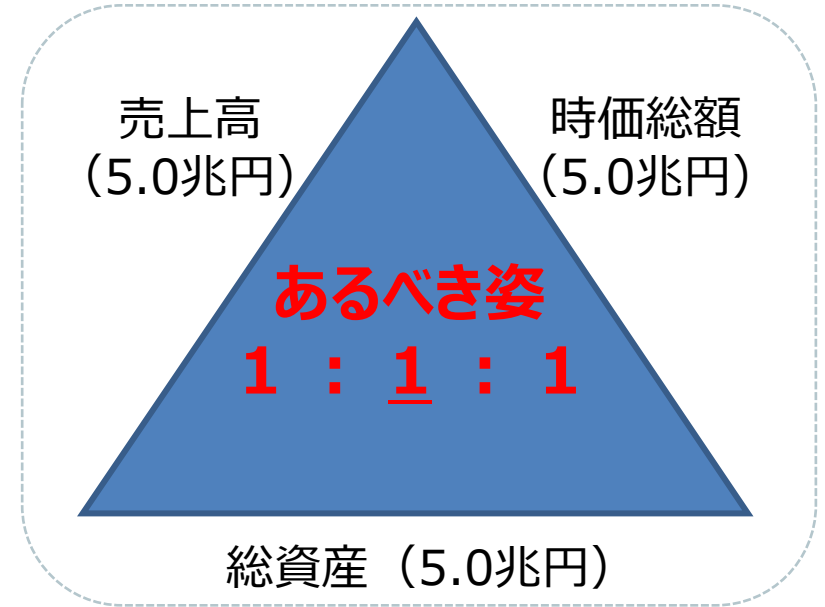 売上高
（5.0兆円）
時価総額
（5.0兆円）
あるべき姿
1 : 1 : 1
総資産（5.0兆円）